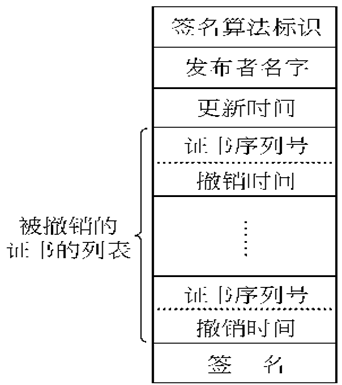 签名算法标识
发布者名字
更新时间
证书序列号
撤销时间
被撤销的
证书的列表
⋮
证书序列号
撤销时间
签 名